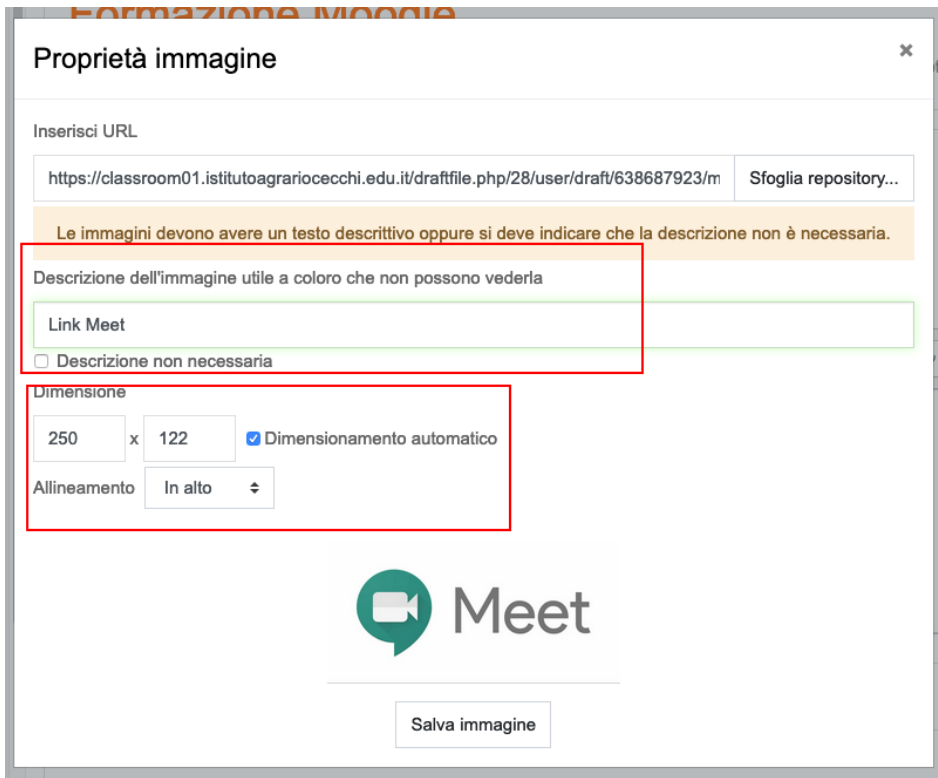 Formazione Moodle
Proprietà immagine ×
Inserisci URL
https://classroom01.istitutoagrariocecchi.edu.it/draftfile.php/28/user/draft/638687923/m Sfoglia repository...
Le immagini devono avere un testo descrittivo oppure si deve indicare che la descrizione non è necessaria.
Descrizione dell'immagine utile a coloro che non possono vederla
Link Meet
Descrizione non necessaria
Dimensione
250 x 122 Dimensionamento automatico
Allineamento In alto
Meet
Salva immagine